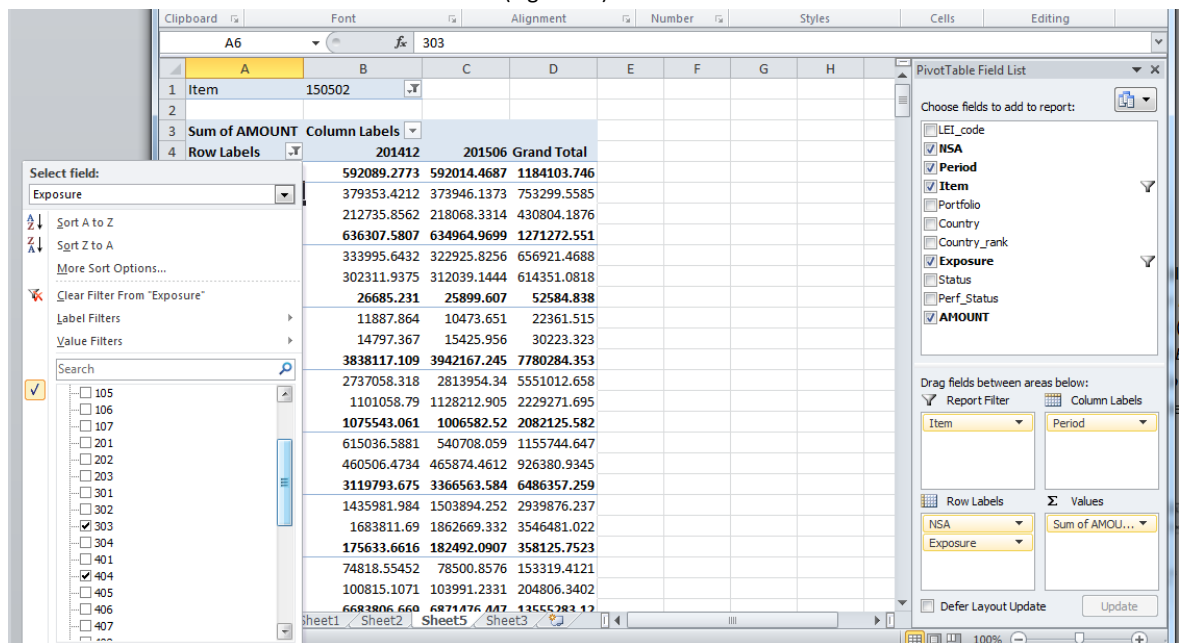 Clipboard Font Alignment Number Styles Cells Editing
A6 fx 303
A B C D E F G H
1 Item 150502
2
3 Sum of AMOUNT Column Labels
4 Row Labels 201412 201506 Grand Total
592089.2773 592014.4687 1184103.746
379353.4212 373946.1373 753299.5585
212735.8562 218068.3314 430804.1876
636307.5807 634964.9699 1271272.551
333995.6432 322925.8256 656921.4688
302311.9375 312039.1444 614351.0818
26685.231 25899.607 52584.838
11887.864 10473.651 22361.515
14797.367 15425.956 30223.323
3838117.109 3942167.245 7780284.353
2737058.318 2813954.34 5551012.658
1101058.79 1128212.905 2229271.695
1075543.061 1006582.52 2082125.582
615036.5881 540708.059 1155744.647
460506.4734 465874.4612 926380.9345
3119793.675 3366563.584 6486357.259
1435981.984 1503894.252 2939876.237
1683811.69 1862669.332 3546481.022
175633.6616 182492.0907 358125.7523
74818.55452 78500.8576 153319.4121
100815.1071 103991.2331 204806.3402
6683806.669 6871476.447 13555283.12
Sheet1 Sheet2 Sheet5 Sheet3
Select field:
Exposure
Sort A to Z
Sort Z to A
More Sort Options...
Clear Filter From "Exposure"
Label Filters
Value Filters
Search
105
106
107
201
202
203
301
302
303
304
401
404
405
406
407
PivotTable Field List
Choose fields to add to report:
LEI_code
NSA
Period
Item
Portfolio
Country
Country_rank
Exposure
Status
Perf_Status
AMOUNT
Drag fields between areas below:
Report Filter Column Labels
Item Period
Row Labels Σ Values
NSA Sum of AMOU...
Exposure
Defer Layout Update Update
100%